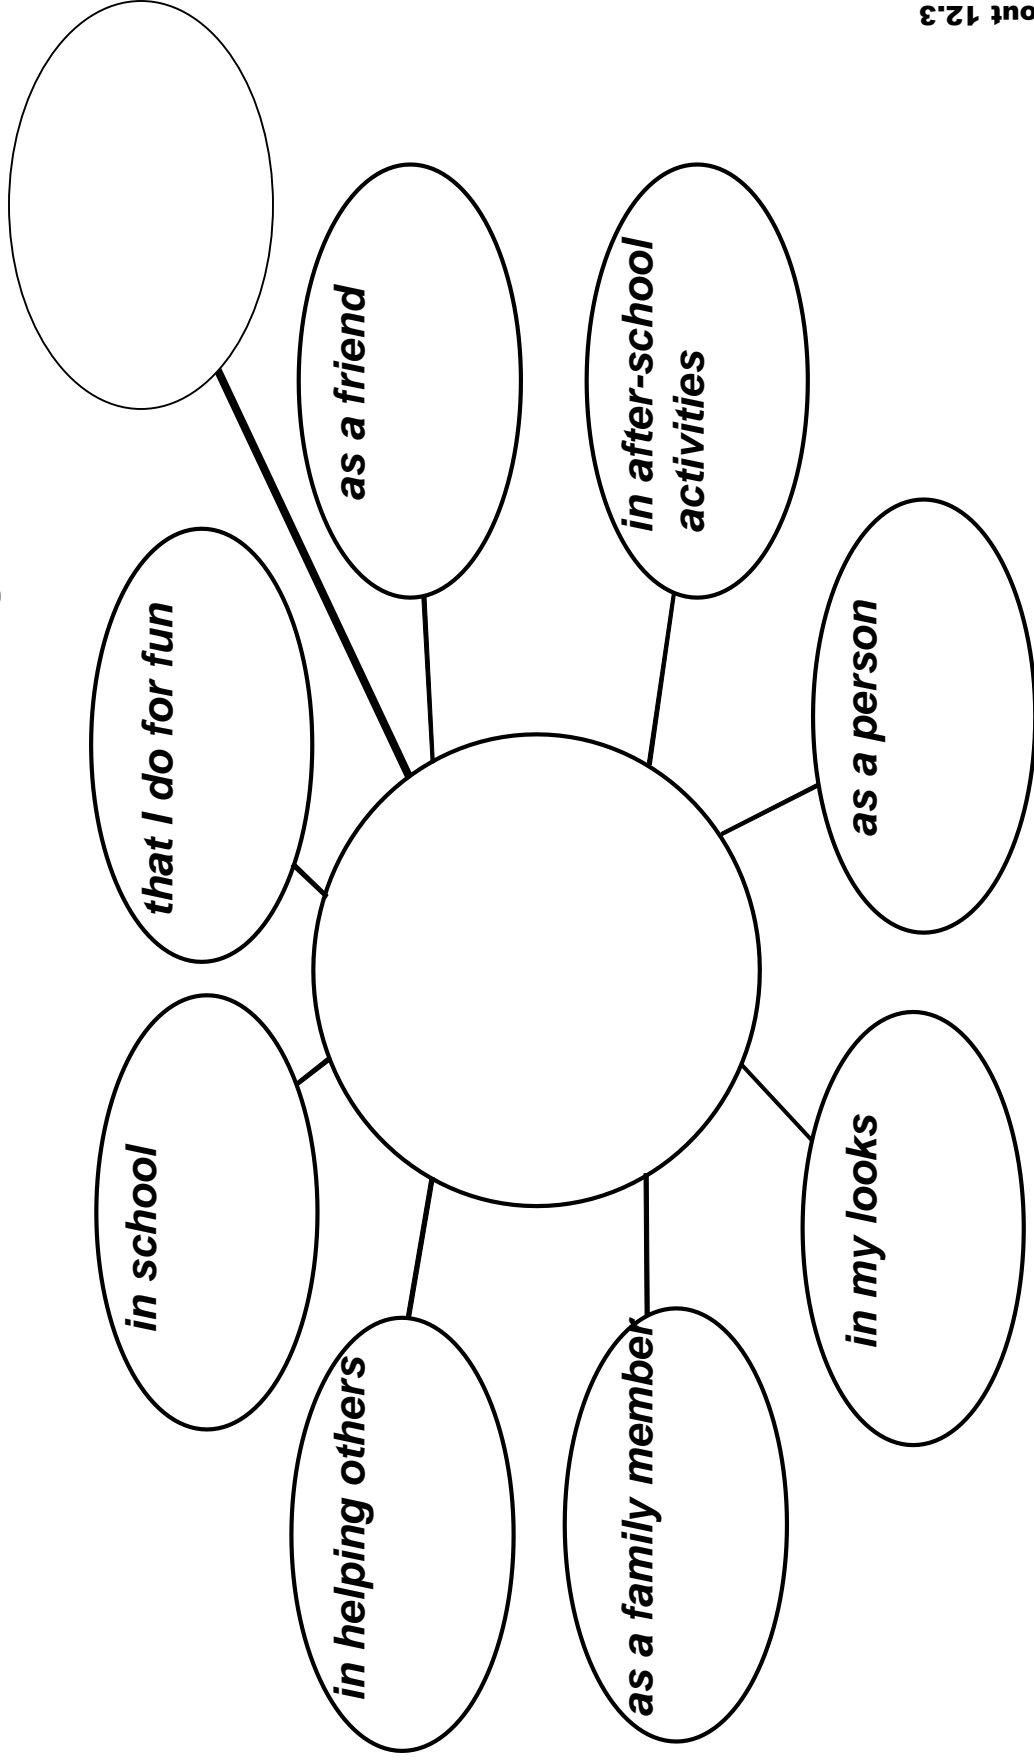 in school
that I do for fun
in helping others
as a friend
as a family member
in after-school
activities
in my looks
as a person
out 12.3